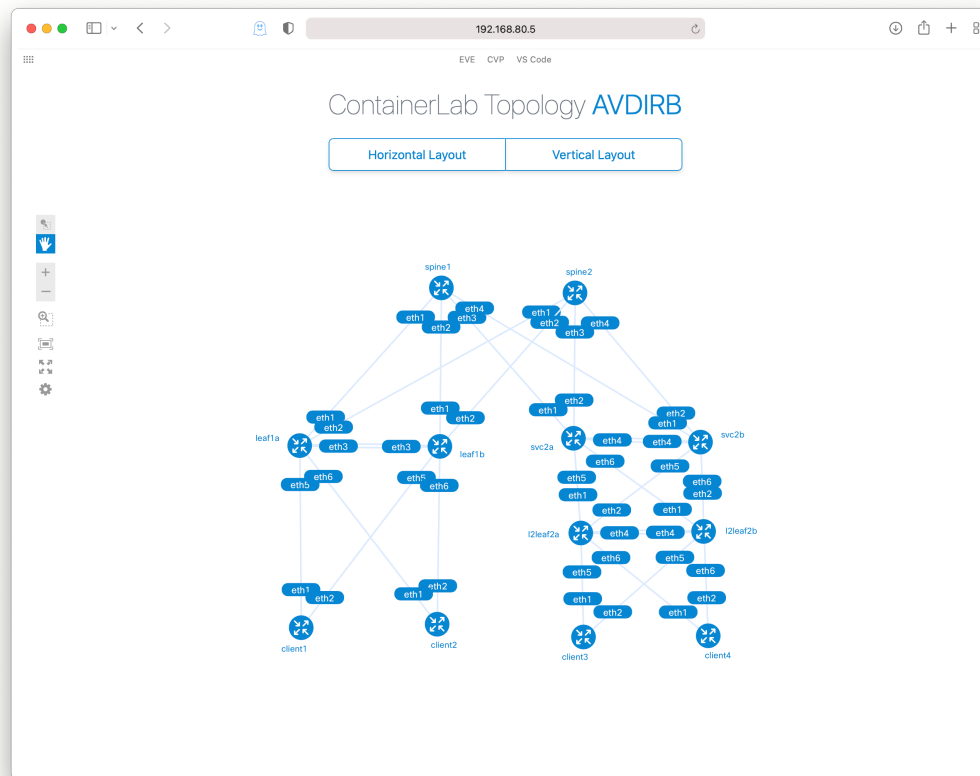 192.168.80.5
EVE CVP VS Code
ContainerLab Topology AVDIRB
Horizontal Layout Vertical Layout
spine1 spine2
eth4 eth1
eth1 eth3 eth2 eth4
eth2 eth3
eth2
eth1 eth1 eth2
eth1 eth2 eth1
eth2
leaf1a svc2b
eth3 eth3 eth4 eth4
leaf1b svc2a
eth6 eth5
eth6 eth5 eth5 eth6
eth5 eth6 eth2
eth1
eth2 eth1
l2leaf2a eth4 eth4 l2leaf2b
eth6 eth5
eth5 eth6
eth1 eth2
eth2 eth1 eth1 eth2
eth2 eth1
client1 client2
client3 client4